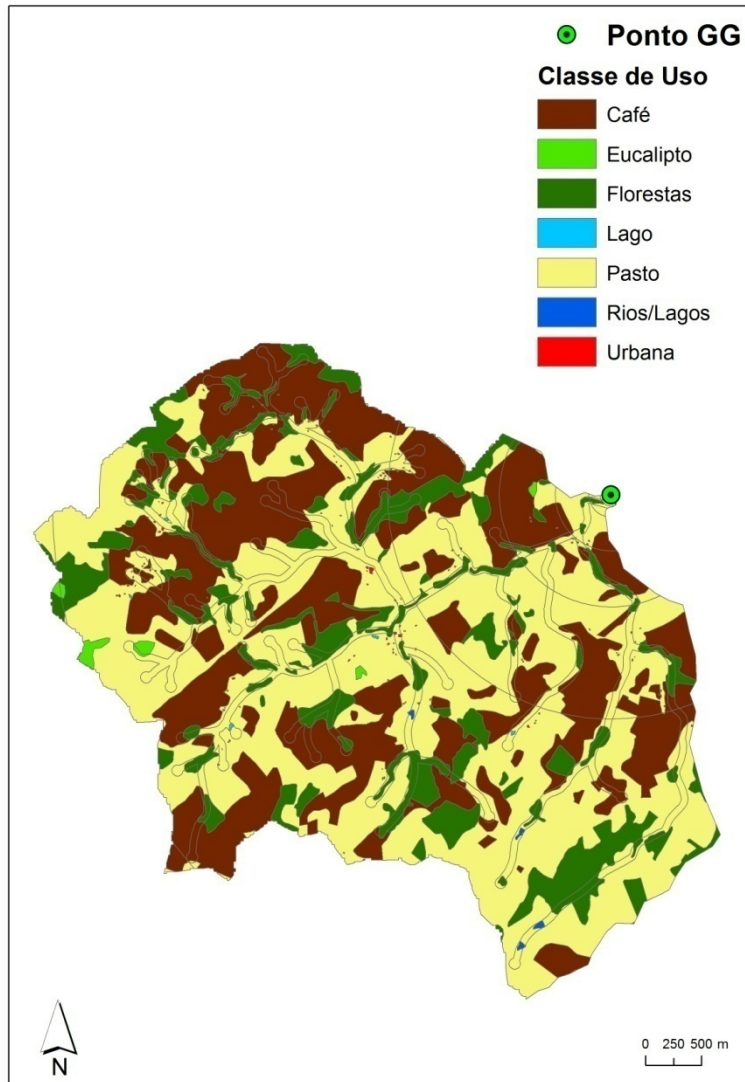 Ponto GG
Classe de Uso
Café
Eucalipto
Florestas
Lago
Pasto
Rios/Lagos
Urbana
N
0 250 500 m